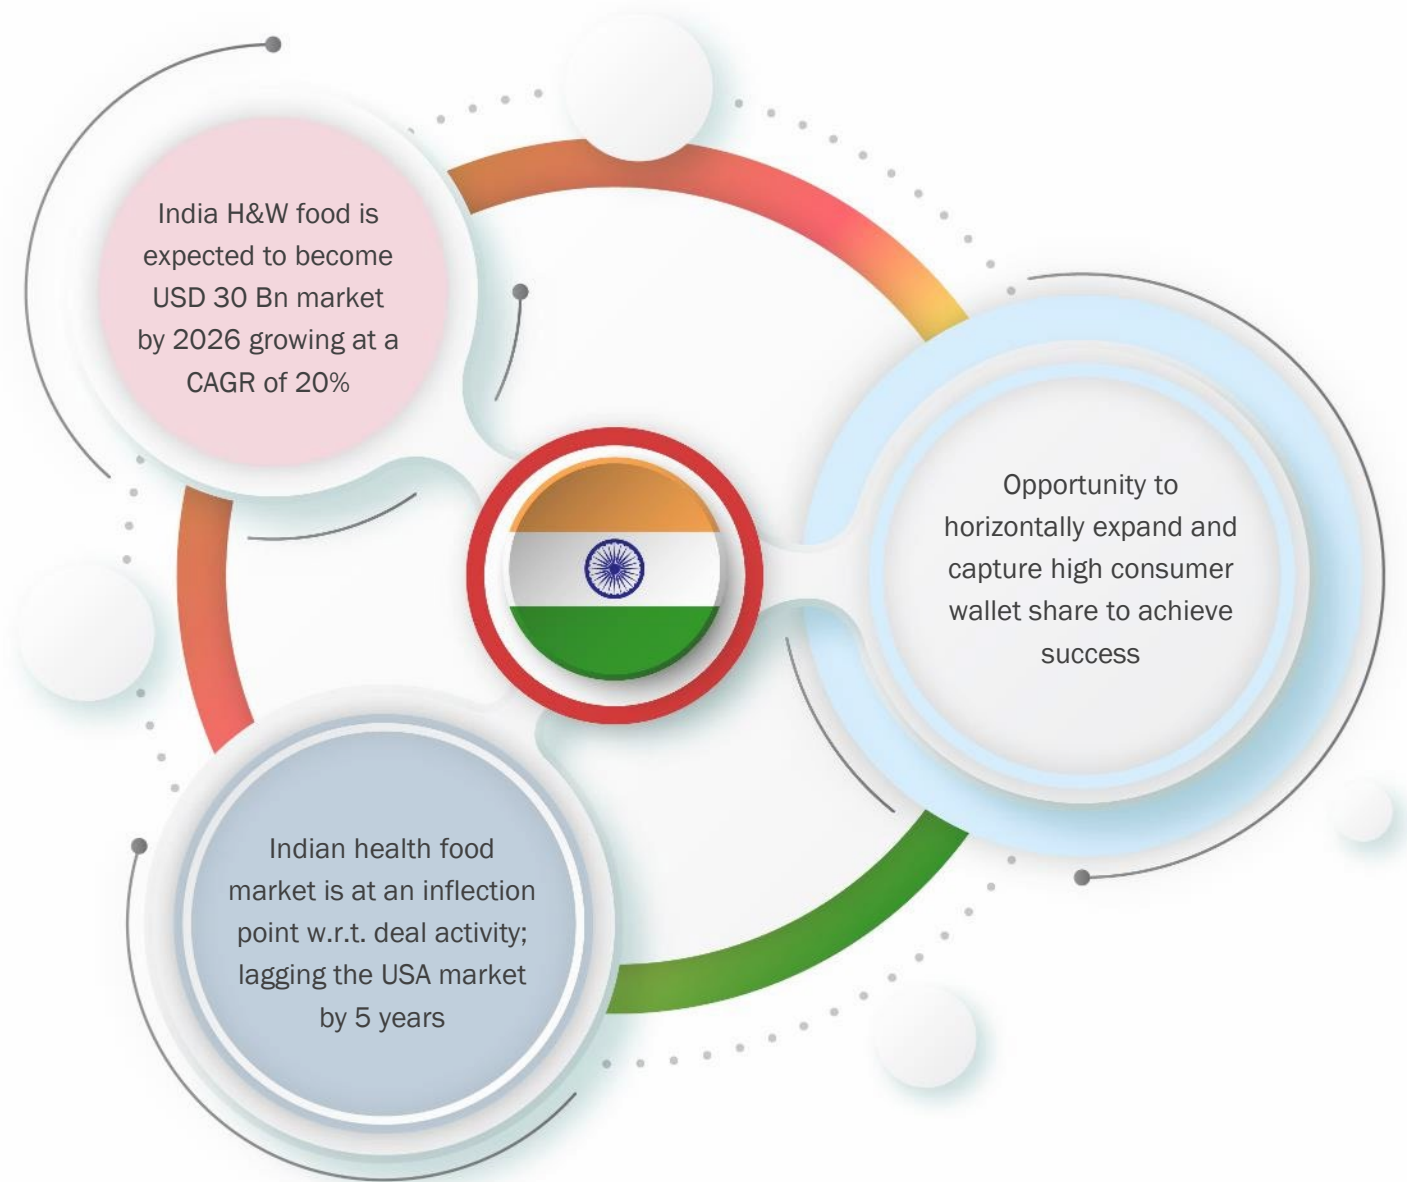 India H&W food is
expected to become
USD 30 Bn market
by 2026 growing at a
CAGR of 20%
Opportunity to
horizontally expand and
capture high consumer
wallet share to achieve
success
Indian health food
market is at an inflection
point w.r.t. deal activity;
lagging the USA market
by 5 years